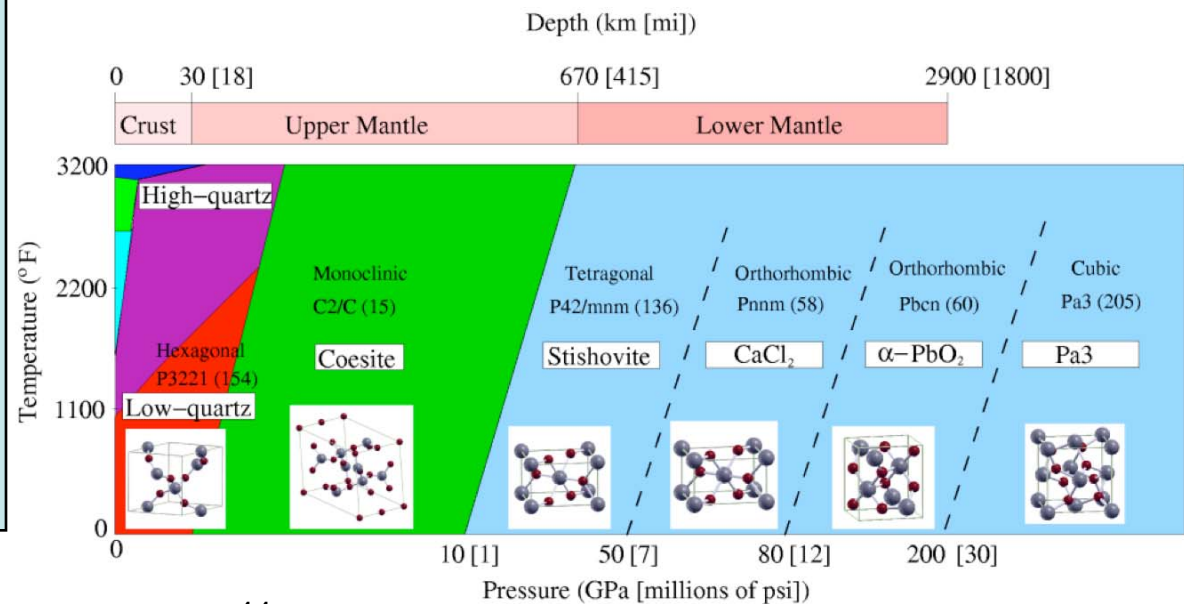 Depth (km [mi])
0 30 [18] 670 [415] 2900 [1800]
Crust Upper Mantle Lower Mantle
3200
High–quartz
Temperature (° F)
2200
Monoclinic Tetragonal Orthorhombic Orthorhombic Cubic
C2/C (15) P42/mnm (136) Pnnm (58) Pbcn (60) Pa3 (205)
Hexagonal
P3221 (154)
Coesite Stishovite CaCl₂ α–PbO₂ Pa3
1100
Low–quartz
0
0 10 [1] 50 [7] 80 [12] 200 [30]
Pressure (GPa [millions of psi])